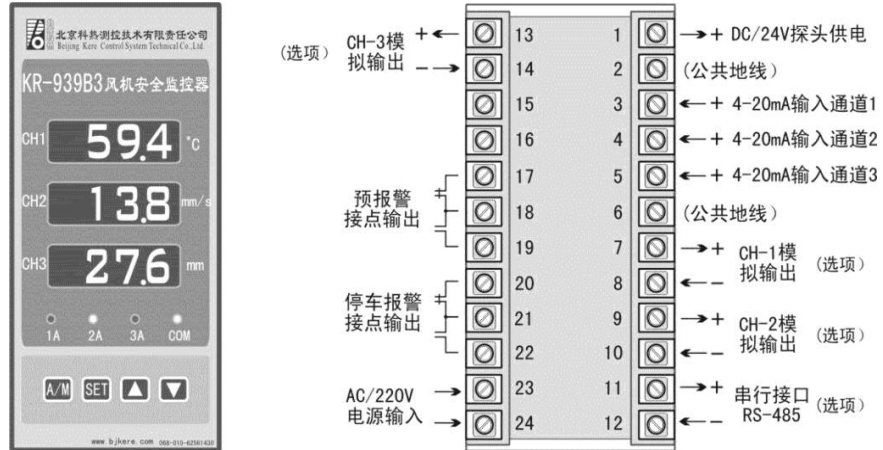 北京科热测控技术有限责任公司
Beijing Kere Control System Technical Co., Ltd.
KR-939B3风机安全监控器
CH1 59.4 °C
CH2 13.8 mm/s
CH3 27.6 mm
1A 2A 3A COM
A/M SET
www.bjkere.com 068-010-62581430
(选项) CH-3模拟输出 + −
预报警
接点输出
停车报警
接点输出
AC/220V
电源输入
13 1
14 2
15 3
16 4
17 5
18 6
19 7
20 8
21 9
22 10
23 11
24 12
+ DC/24V探头供电
(公共地线)
+ 4-20mA输入通道1
+ 4-20mA输入通道2
+ 4-20mA输入通道3
(公共地线)
+ − CH-1模拟输出 (选项)
+ − CH-2模拟输出 (选项)
+ − 串行接口
RS-485 (选项)